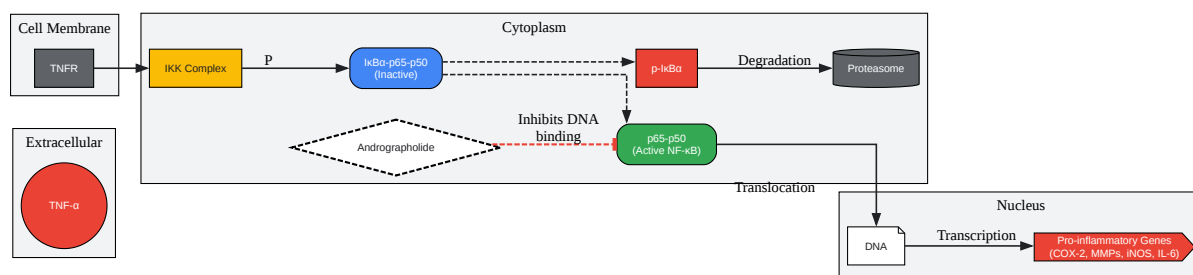 Cell Membrane
TNFR
Cytoplasm
IKK Complex
P
IκBα-p65-p50
(Inactive)
p-IκBα
Degradation
Proteasome
Andrographolide
Inhibits DNA
binding
p65-p50
(Active NF-κB)
Extracellular
TNF-α
Translocation
Nucleus
DNA
Transcription
Pro-inflammatory Genes
(COX-2, MMPs, iNOS, IL-6)